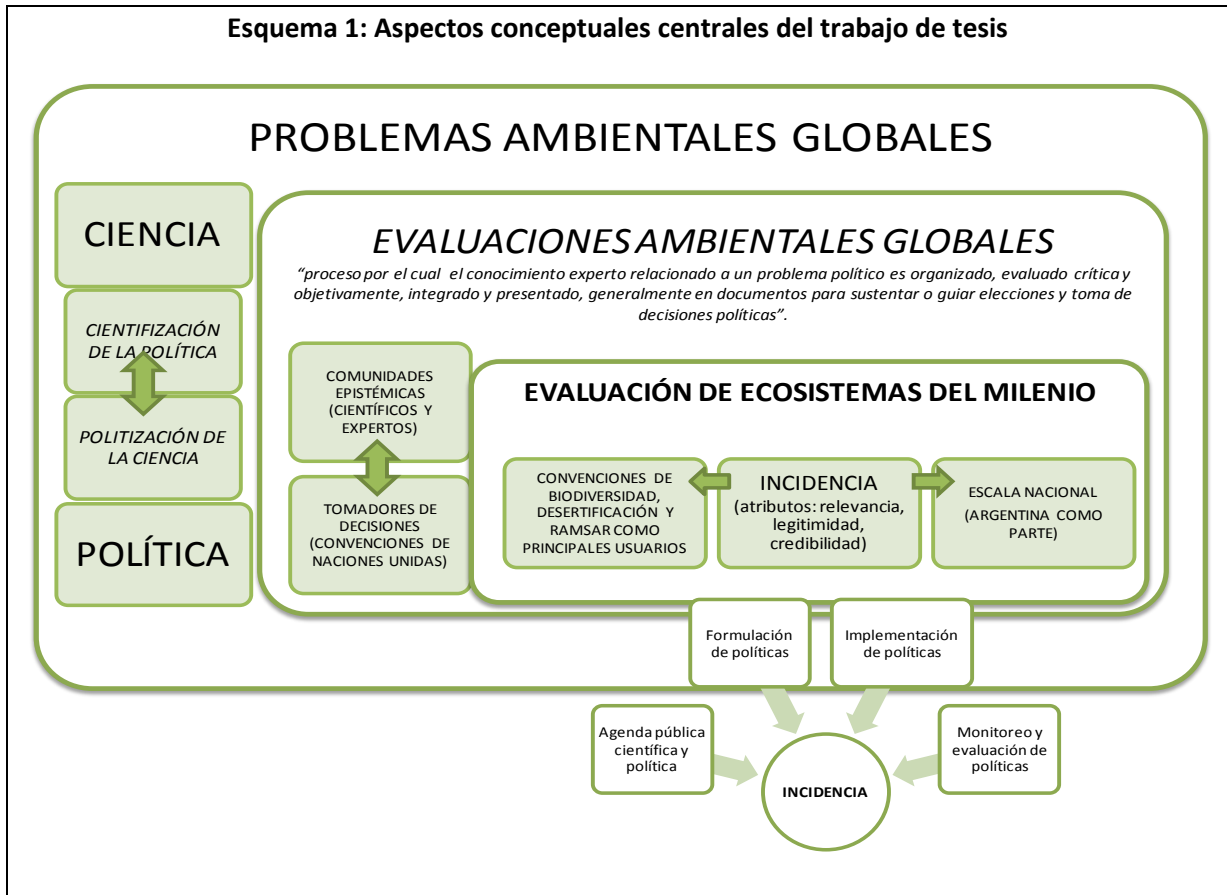 Esquema 1: Aspectos conceptuales centrales del trabajo de tesis
PROBLEMAS AMBIENTALES GLOBALES
CIENCIA
CIENTIFIZACIÓN
DE LA POLÍTICA
POLITIZACIÓN DE
LA CIENCIA
POLÍTICA
EVALUACIONES AMBIENTALES GLOBALES
“proceso por el cual el conocimiento experto relacionado a un problema político es organizado, evaluado crítica y
objetivamente, integrado y presentado, generalmente en documentos para sustentar o guiar elecciones y toma de
decisiones políticas”.
COMUNIDADES
EPISTÉMICAS
(CIENTÍFICOS Y
EXPERTOS)
TOMADORES DE
DECISIONES
(CONVENCIONES DE
NACIONES UNIDAS)
EVALUACIÓN DE ECOSISTEMAS DEL MILENIO
CONVENCIONES DE
BIODIVERSIDAD,
DESERTIFICACIÓN Y
RAMSAR COMO
PRINCIPALES USUARIOS
INCIDENCIA
(atributos: relevancia,
legitimidad,
credibilidad)
ESCALA NACIONAL
(ARGENTINA COMO
PARTE)
Formulación
de políticas
Implementación
de políticas
Agenda pública
científica y
política
Monitoreo y
evaluación de
políticas
INCIDENCIA